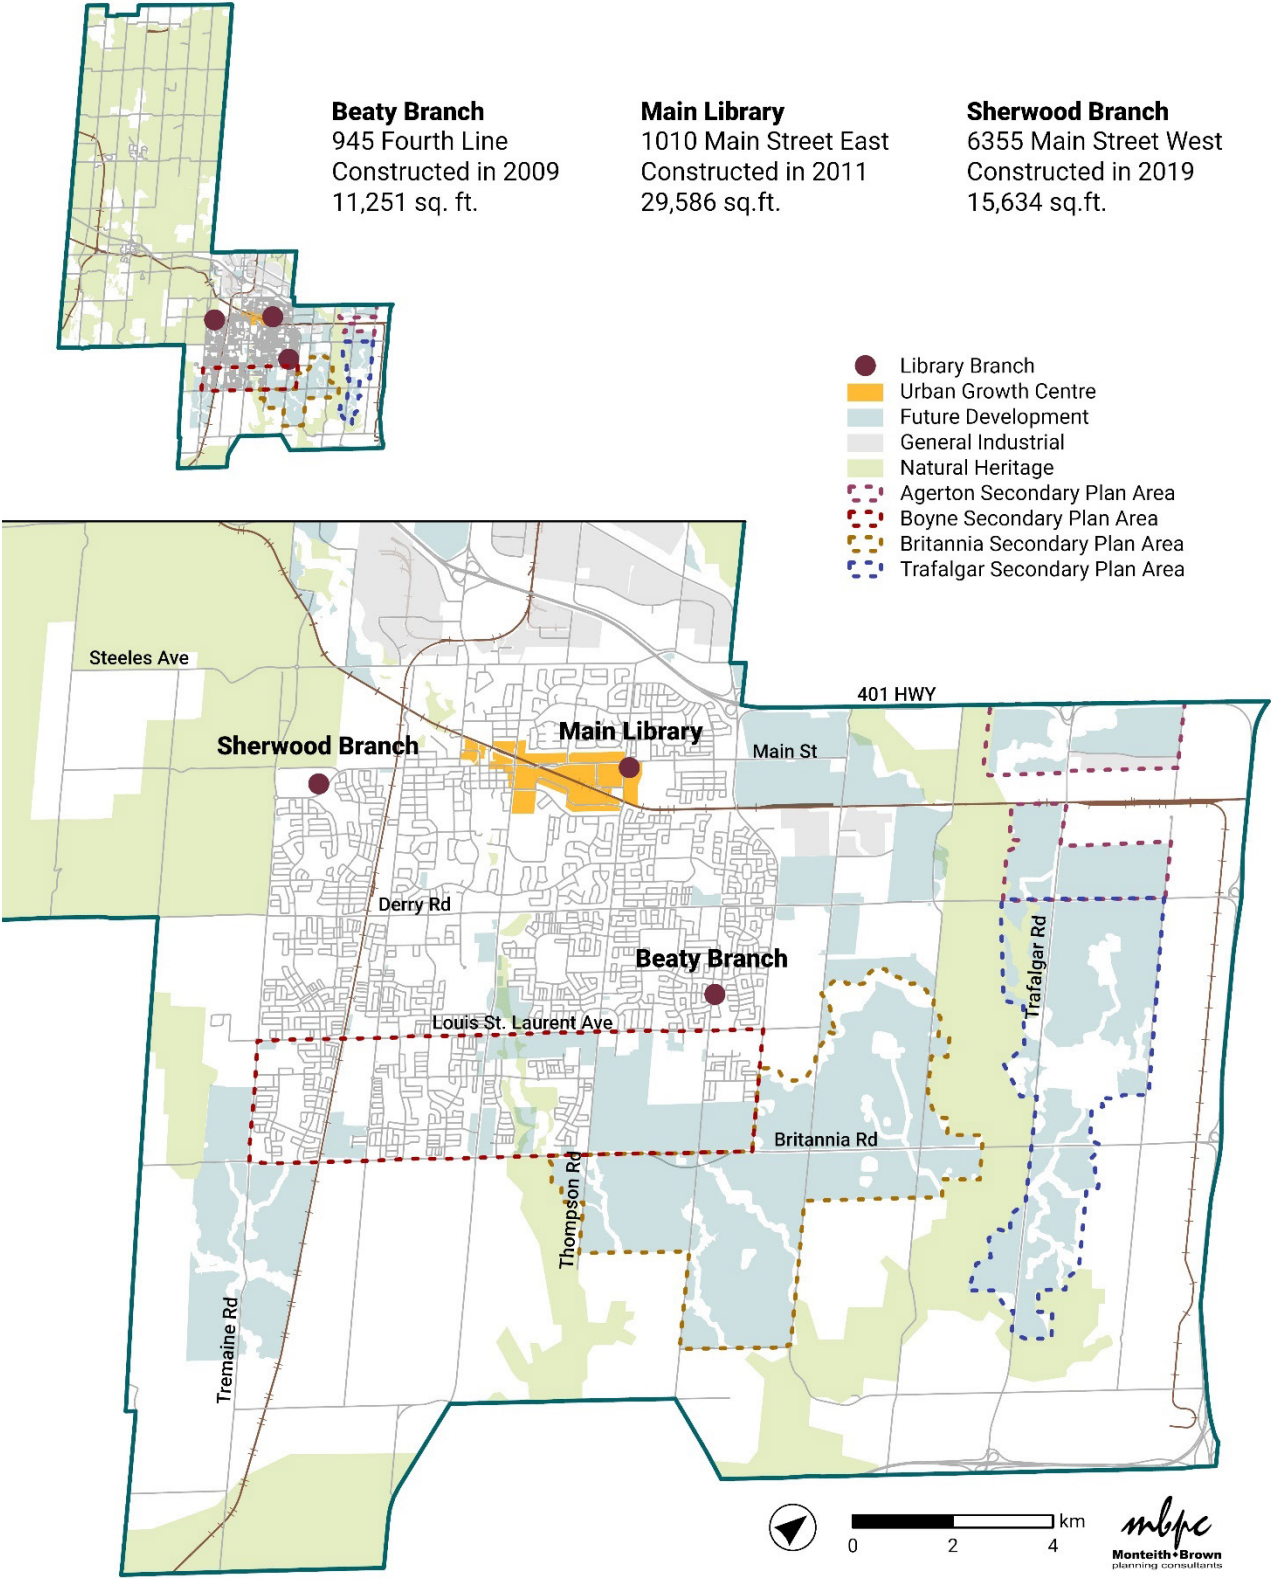 Beaty Branch
945 Fourth Line
Constructed in 2009
11,251 sq. ft.
Main Library
1010 Main Street East
Constructed in 2011
29,586 sq.ft.
Sherwood Branch
6355 Main Street West
Constructed in 2019
15,634 sq.ft.
Library Branch
Urban Growth Centre
Future Development
General Industrial
Natural Heritage
Agerton Secondary Plan Area
Boyne Secondary Plan Area
Britannia Secondary Plan Area
Trafalgar Secondary Plan Area
Steeles Ave
401 HWY
Main Library
Sherwood Branch
Main St
Derry Rd
Trafalgar Rd
Beaty Branch
Louis St. Laurent Ave
Britannia Rd
Thompson Rd
Tremaine Rd
km
0 2 4
mbpc
Monteith•Brown
planning consultants